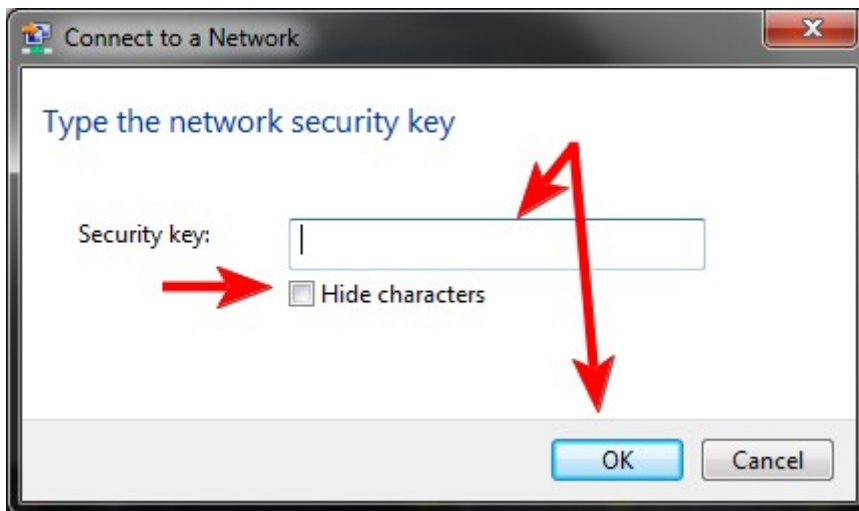 Connect to a Network
Type the network security key
Security key:
Hide characters
OK Cancel